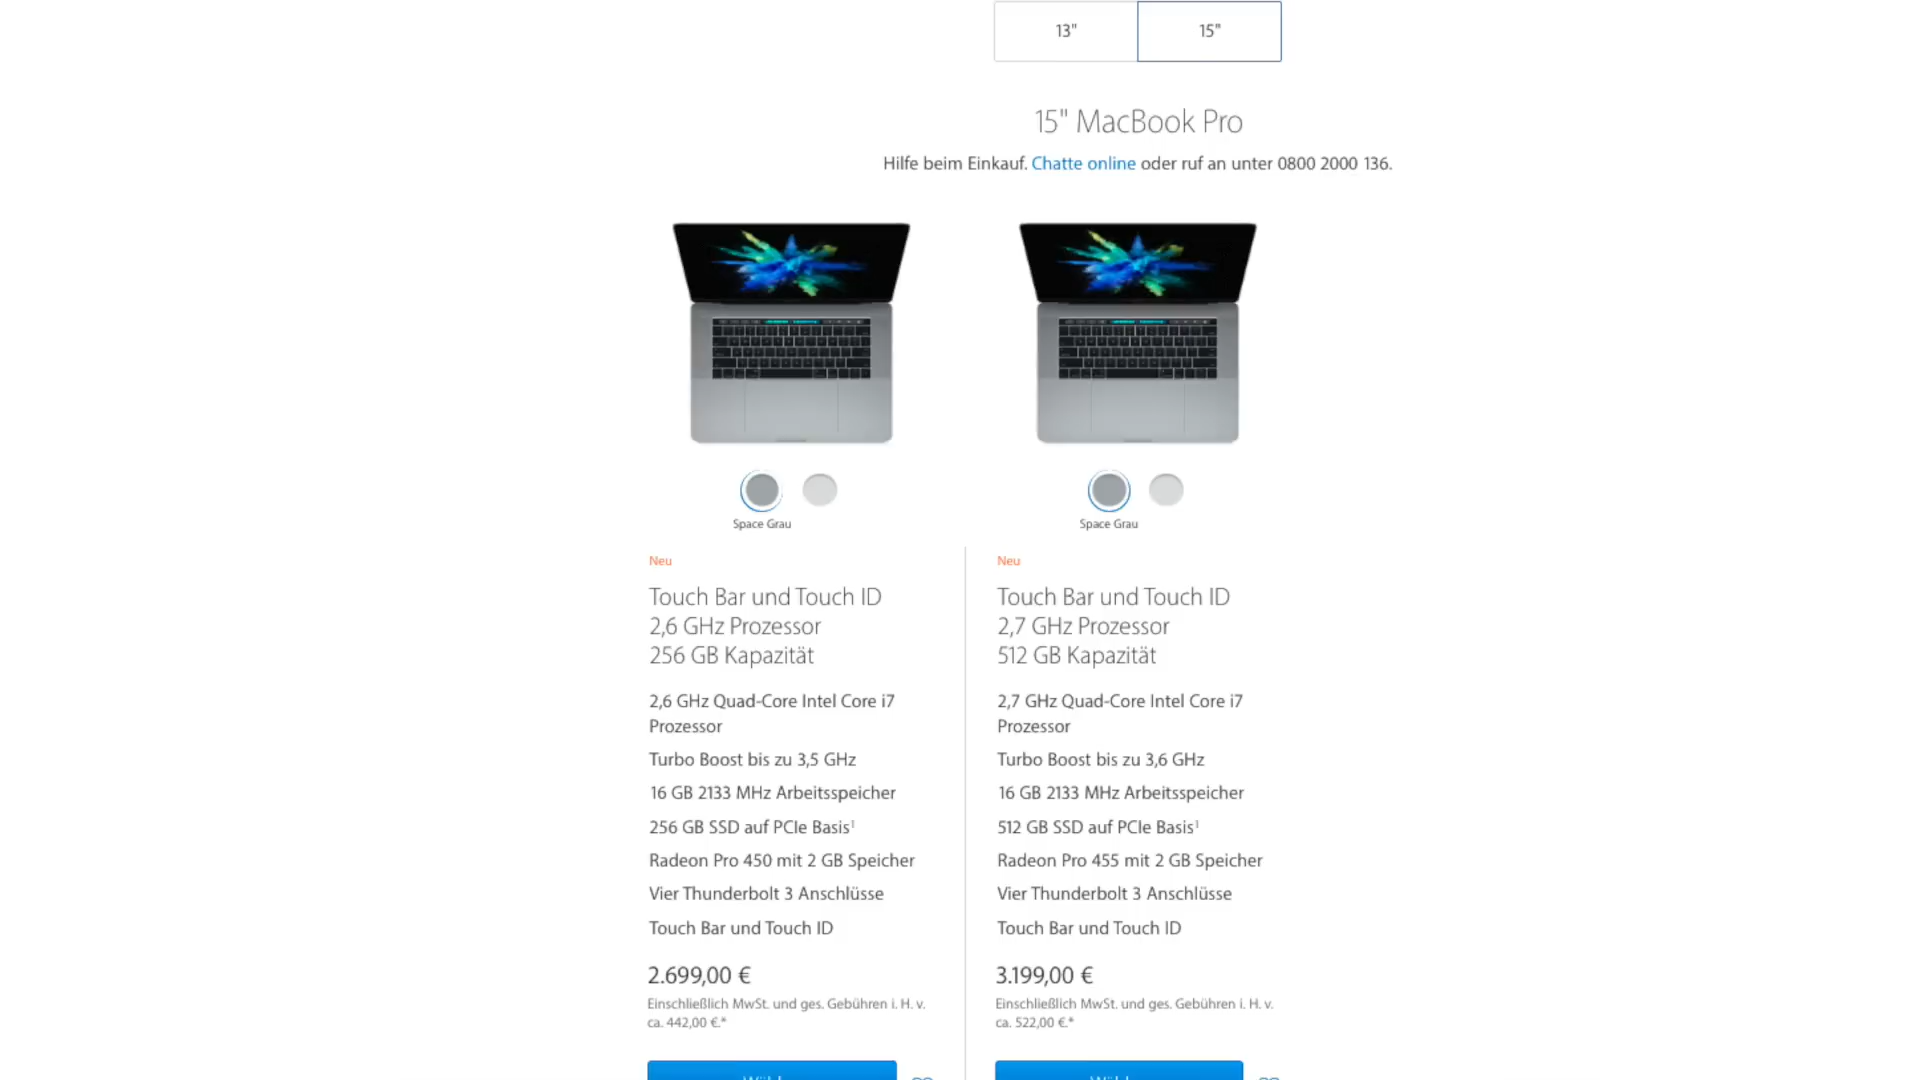 13"
15"
15" MacBook Pro
Hilfe beim Einkauf. Chatte online oder ruf an unter 0800 2000 136.
Space Grau
Space Grau
Neu
Touch Bar und Touch ID
2,6 GHz Prozessor
256 GB Kapazität
2,6 GHz Quad-Core Intel Core i7
Prozessor
Turbo Boost bis zu 3,5 GHz
16 GB 2133 MHz Arbeitsspeicher
256 GB SSD auf PCIe Basis¹
Radeon Pro 450 mit 2 GB Speicher
Vier Thunderbolt 3 Anschlüsse
Touch Bar und Touch ID
2.699,00 €
Einschließlich MwSt. und ges. Gebühren i. H. v.
ca. 442,00 €.*
Neu
Touch Bar und Touch ID
2,7 GHz Prozessor
512 GB Kapazität
2,7 GHz Quad-Core Intel Core i7
Prozessor
Turbo Boost bis zu 3,6 GHz
16 GB 2133 MHz Arbeitsspeicher
512 GB SSD auf PCIe Basis¹
Radeon Pro 455 mit 2 GB Speicher
Vier Thunderbolt 3 Anschlüsse
Touch Bar und Touch ID
3.199,00 €
Einschließlich MwSt. und ges. Gebühren i. H. v.
ca. 522,00 €.*